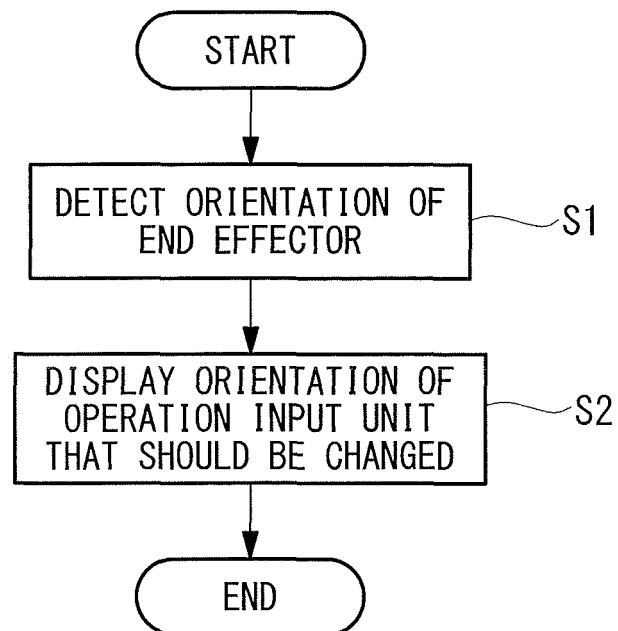 START
DETECT ORIENTATION OF
END EFFECTOR
S1
DISPLAY ORIENTATION OF
OPERATION INPUT UNIT
THAT SHOULD BE CHANGED
S2
END